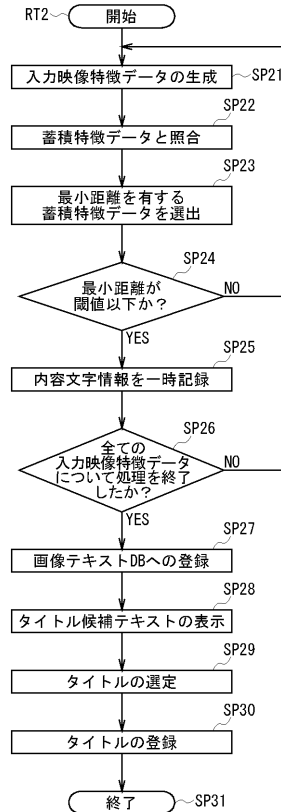 RT2
開始
入力映像特徴データの生成
SP21
SP22
蓄積特徴データと照合
SP23
最小距離を有する
蓄積特徴データを選出
SP24
最小距離が
閾値以下か？
NO
YES
SP25
内容文字情報を一時記録
SP26
全ての
入力映像特徴データ
について処理を終了
したか？
NO
YES
SP27
画像テキストDBへの登録
SP28
タイトル候補テキストの表示
SP29
タイトルの選定
SP30
タイトルの登録
終了
SP31